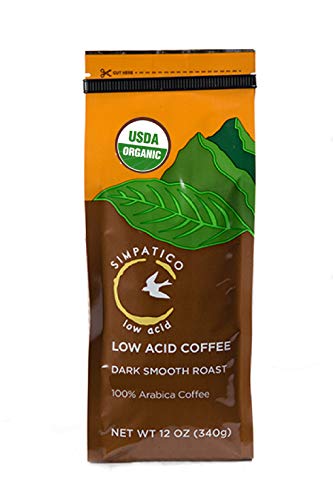 CUT HERE
USDA
ORGANIC
SIMPATICO
low acid
LOW ACID COFFEE
DARK SMOOTH ROAST
100% Arabica Coffee
NET WT 12 OZ (340g)